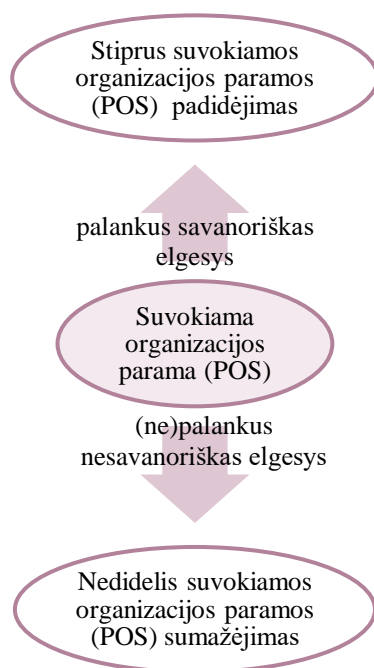 Stiprus suvokiamos
organizacijos paramos
(POS) padidėjimas
palankus savanoriškas
elgesys
Suvokiama
organizacijos
parama (POS)
(ne)palankus
nesavanoriškas elgesys
Nedidelis suvokiamos
organizacijos paramos
(POS) sumažėjimas